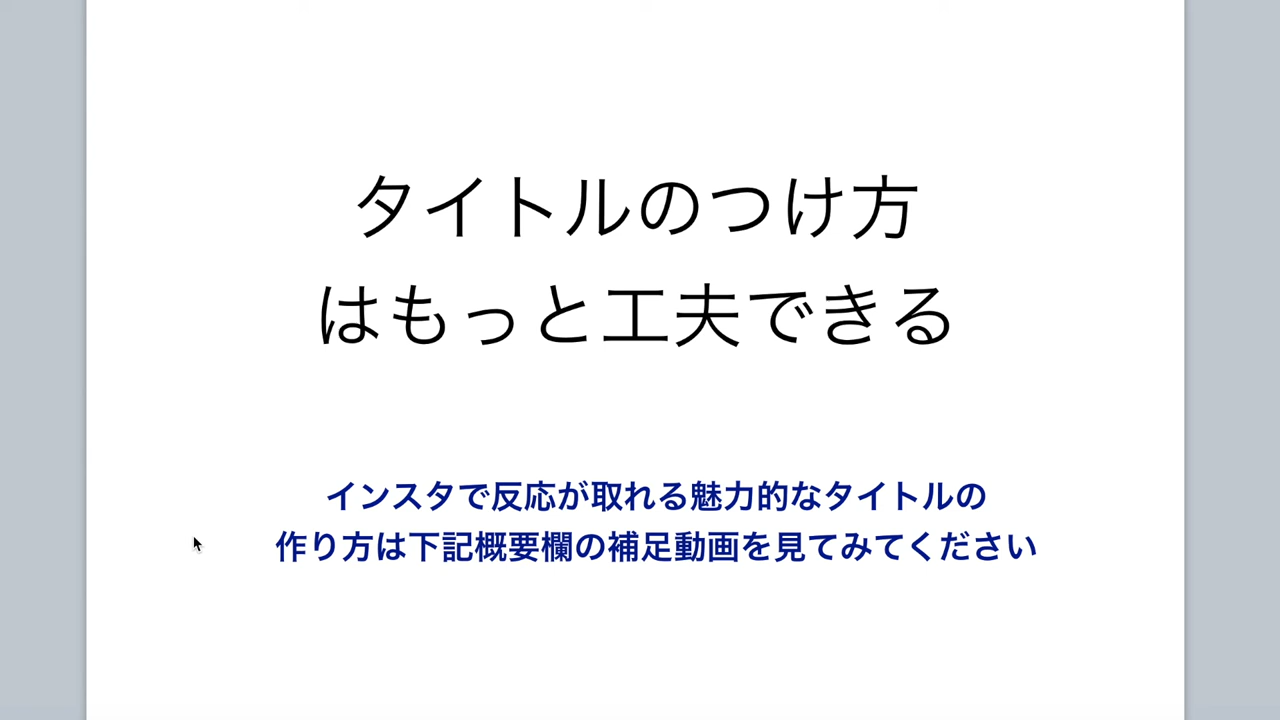 タイトルのつけ方
はもっと工夫できる
インスタで反応が取れる魅力的なタイトルの
作り方は下記概要欄の補足動画を見てみてください